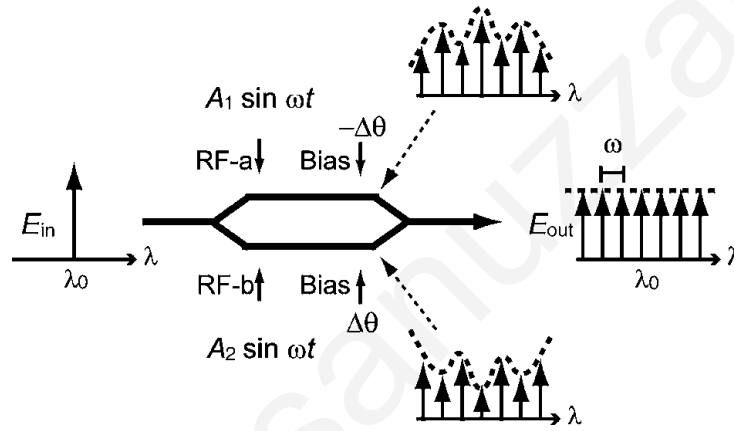 λ
A₁ sin ωt
−Δθ
RF-a
Bias
ω
E_in
λ
λ₀
E_out
λ
λ₀
RF-b
Bias
Δθ
A₂ sin ωt
λ